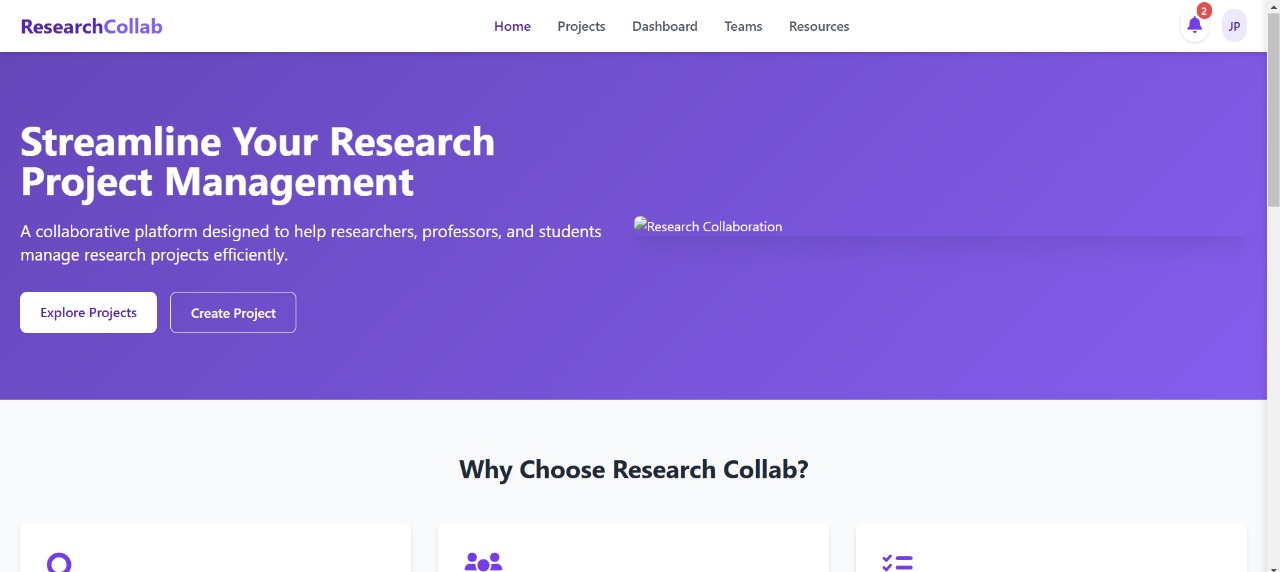 ResearchCollab
Home Projects Dashboard Teams Resources
2
JP
Streamline Your Research
Project Management
A collaborative platform designed to help researchers, professors, and students
manage research projects efficiently.
Explore Projects Create Project
Research Collaboration
Why Choose Research Collab?